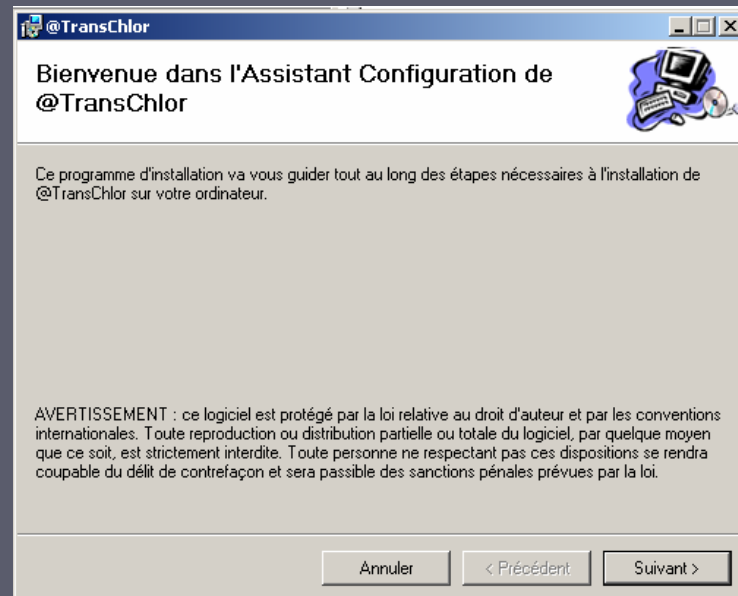 @TransChlor
Bienvenue dans l'Assistant Configuration de
@TransChlor
Ce programme d'installation va vous guider tout au long des étapes nécessaires à l'installation de
@TransChlor sur votre ordinateur.
AVERTISSEMENT : ce logiciel est protégé par la loi relative au droit d'auteur et par les conventions
internationales. Toute reproduction ou distribution partielle ou totale du logiciel, par quelque moyen
que ce soit, est strictement interdite. Toute personne ne respectant pas ces dispositions se rendra
coupable du délit de contrefaçon et sera passible des sanctions pénales prévues par la loi.
Annuler < Précédent Suivant >